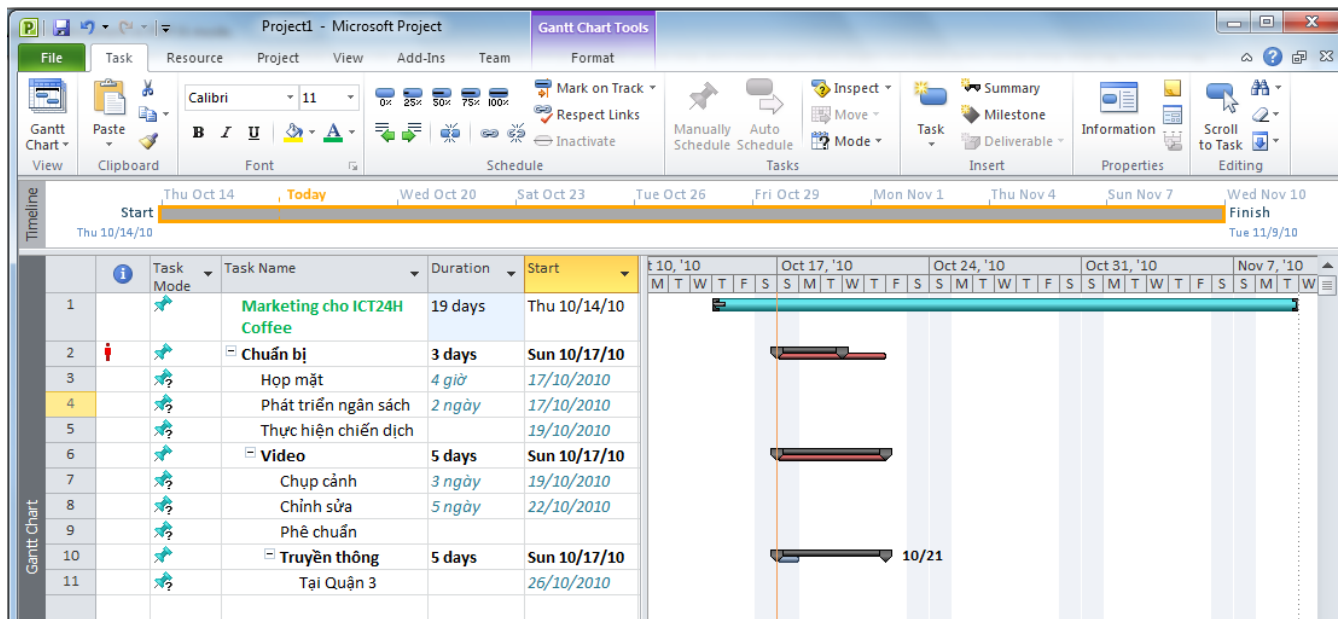 Project1 - Microsoft Project
Gantt Chart Tools
File Task Resource Project View Add-Ins Team Format
Gantt Chart
View
Paste
Clipboard
Calibri 11
B I U A
Font
0% 25% 50% 75% 100%
Mark on Track
Respect Links
Inactivate
Schedule
Manually Schedule
Auto Schedule
Inspect
Move
Mode
Tasks
Task
Summary
Milestone
Deliverable
Insert
Information
Properties
Scroll to Task
Editing
Timeline
Thu Oct 14 Today Wed Oct 20 Sat Oct 23 Tue Oct 26 Fri Oct 29 Mon Nov 1 Thu Nov 4 Sun Nov 7 Wed Nov 10
Start
Thu 10/14/10
Finish
Tue 11/9/10
Task Mode Task Name Duration Start
t 10, '10 Oct 17, '10 Oct 24, '10 Oct 31, '10 Nov 7, '10
M T W T F S S M T W T F S S M T W T F S S M T W T F S S M T W
1 Marketing cho ICT24H Coffee 19 days Thu 10/14/10
2 Chuẩn bị 3 days Sun 10/17/10
3 Họp mặt 4 giờ 17/10/2010
4 Phát triển ngân sách 2 ngày 17/10/2010
5 Thực hiện chiến dịch 19/10/2010
6 Video 5 days Sun 10/17/10
7 Chụp cảnh 3 ngày 19/10/2010
8 Chỉnh sửa 5 ngày 22/10/2010
9 Phê chuẩn
10 Truyền thông 5 days Sun 10/17/10 10/21
11 Tại Quận 3 26/10/2010
Gantt Chart